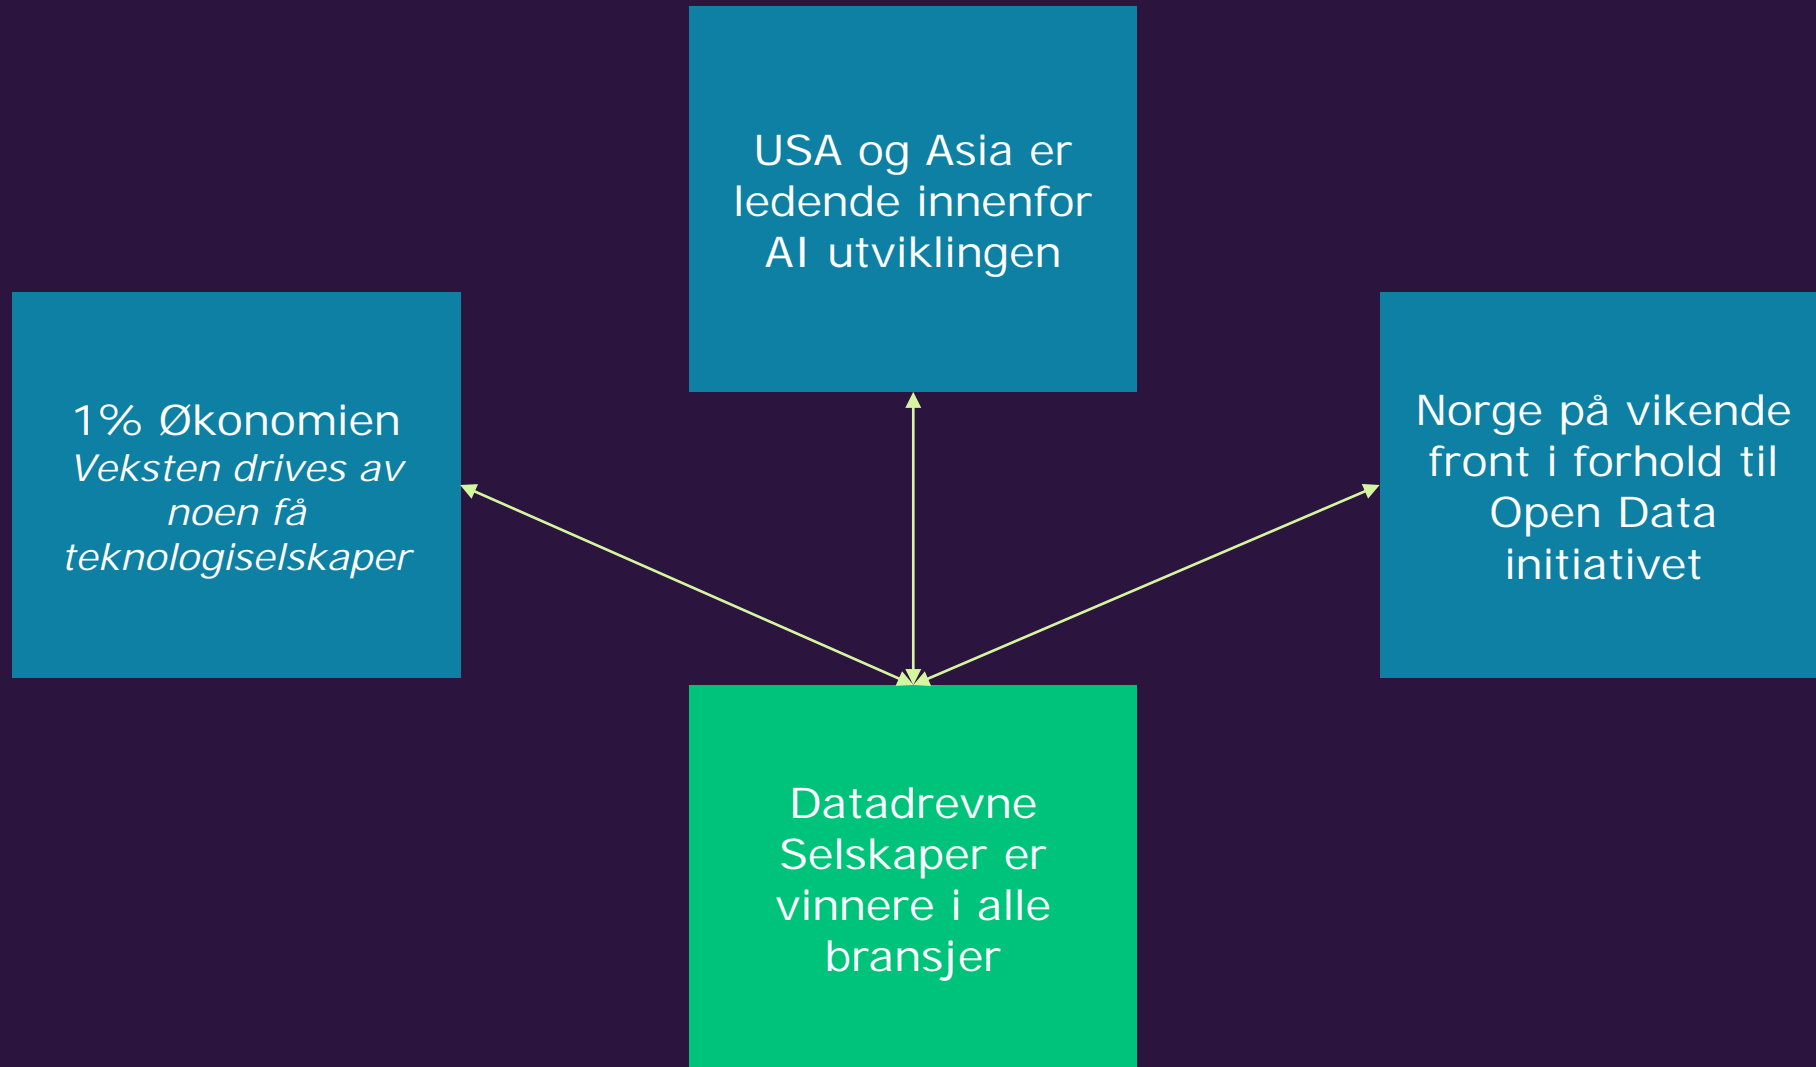 USA og Asia er
ledende innenfor
AI utviklingen
1% Økonomien
Veksten drives av
noen få
teknologiselskaper
Norge på vikende
front i forhold til
Open Data
initiativet
Datadrevne
Selskaper er
vinnere i alle
bransjer